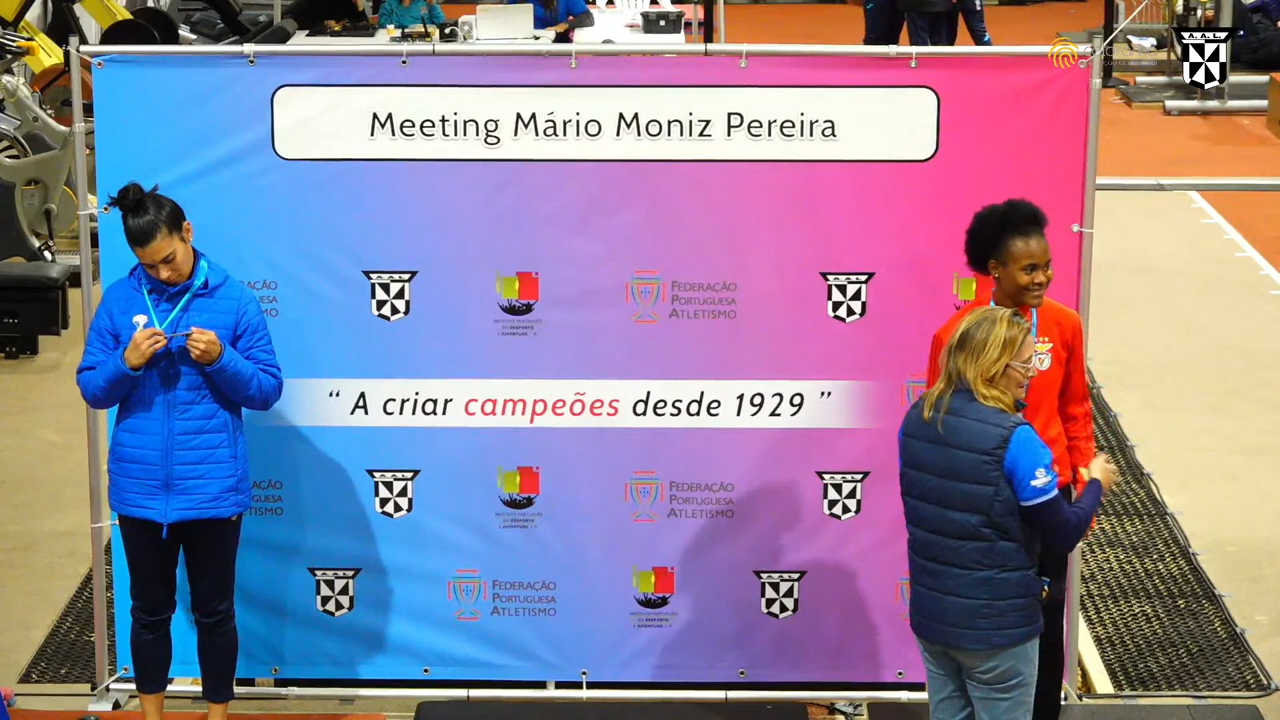 A. A. L.
Meeting Mário Moniz Pereira
FEDERAÇÃO
PORTUGUESA
ATLETISMO
“ A criar campeões desde 1929 ”
FEDERAÇÃO
PORTUGUESA
ATLETISMO
FEDERAÇÃO
PORTUGUESA
ATLETISMO